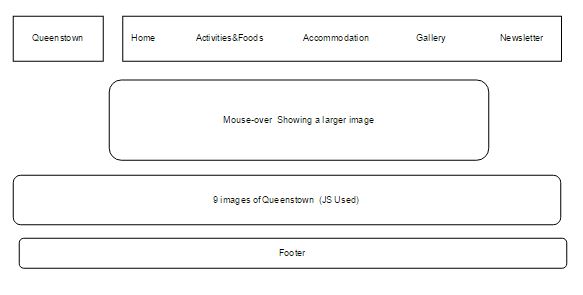 Queenstown
Home Activities&Foods Accommodation Gallery Newsletter
Mouse-over Showing a larger image
9 images of Queenstown (JS Used)
Footer